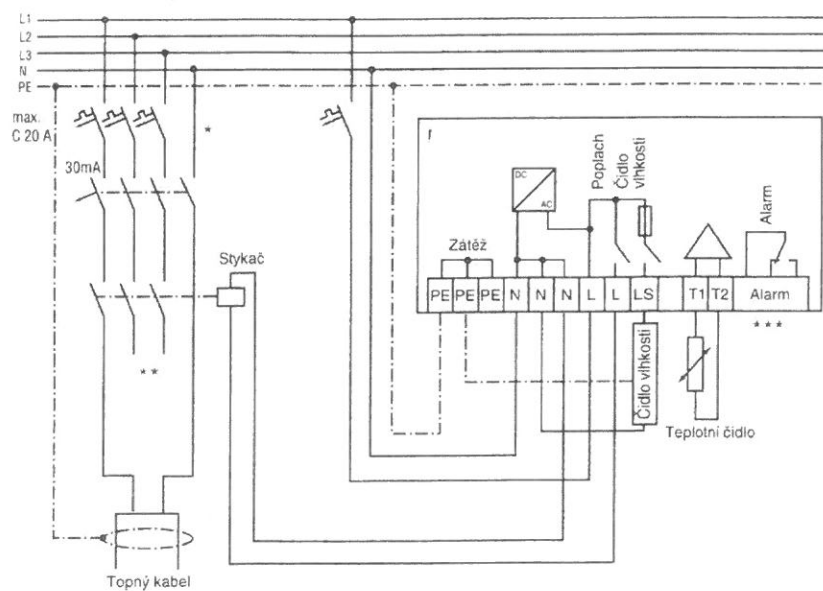 L1
L2
L3
N
PE
max.
C 20 A
*
30mA
Stykač
* *
Topný kabel
r
DC
AC
Poplach
Čidlo
vlhkosti
Alarm
Zátěž
PE PE PE N N N L L LS T1 T2 Alarm
* * *
Čidlo vlhkosti
Teplotní čidlo